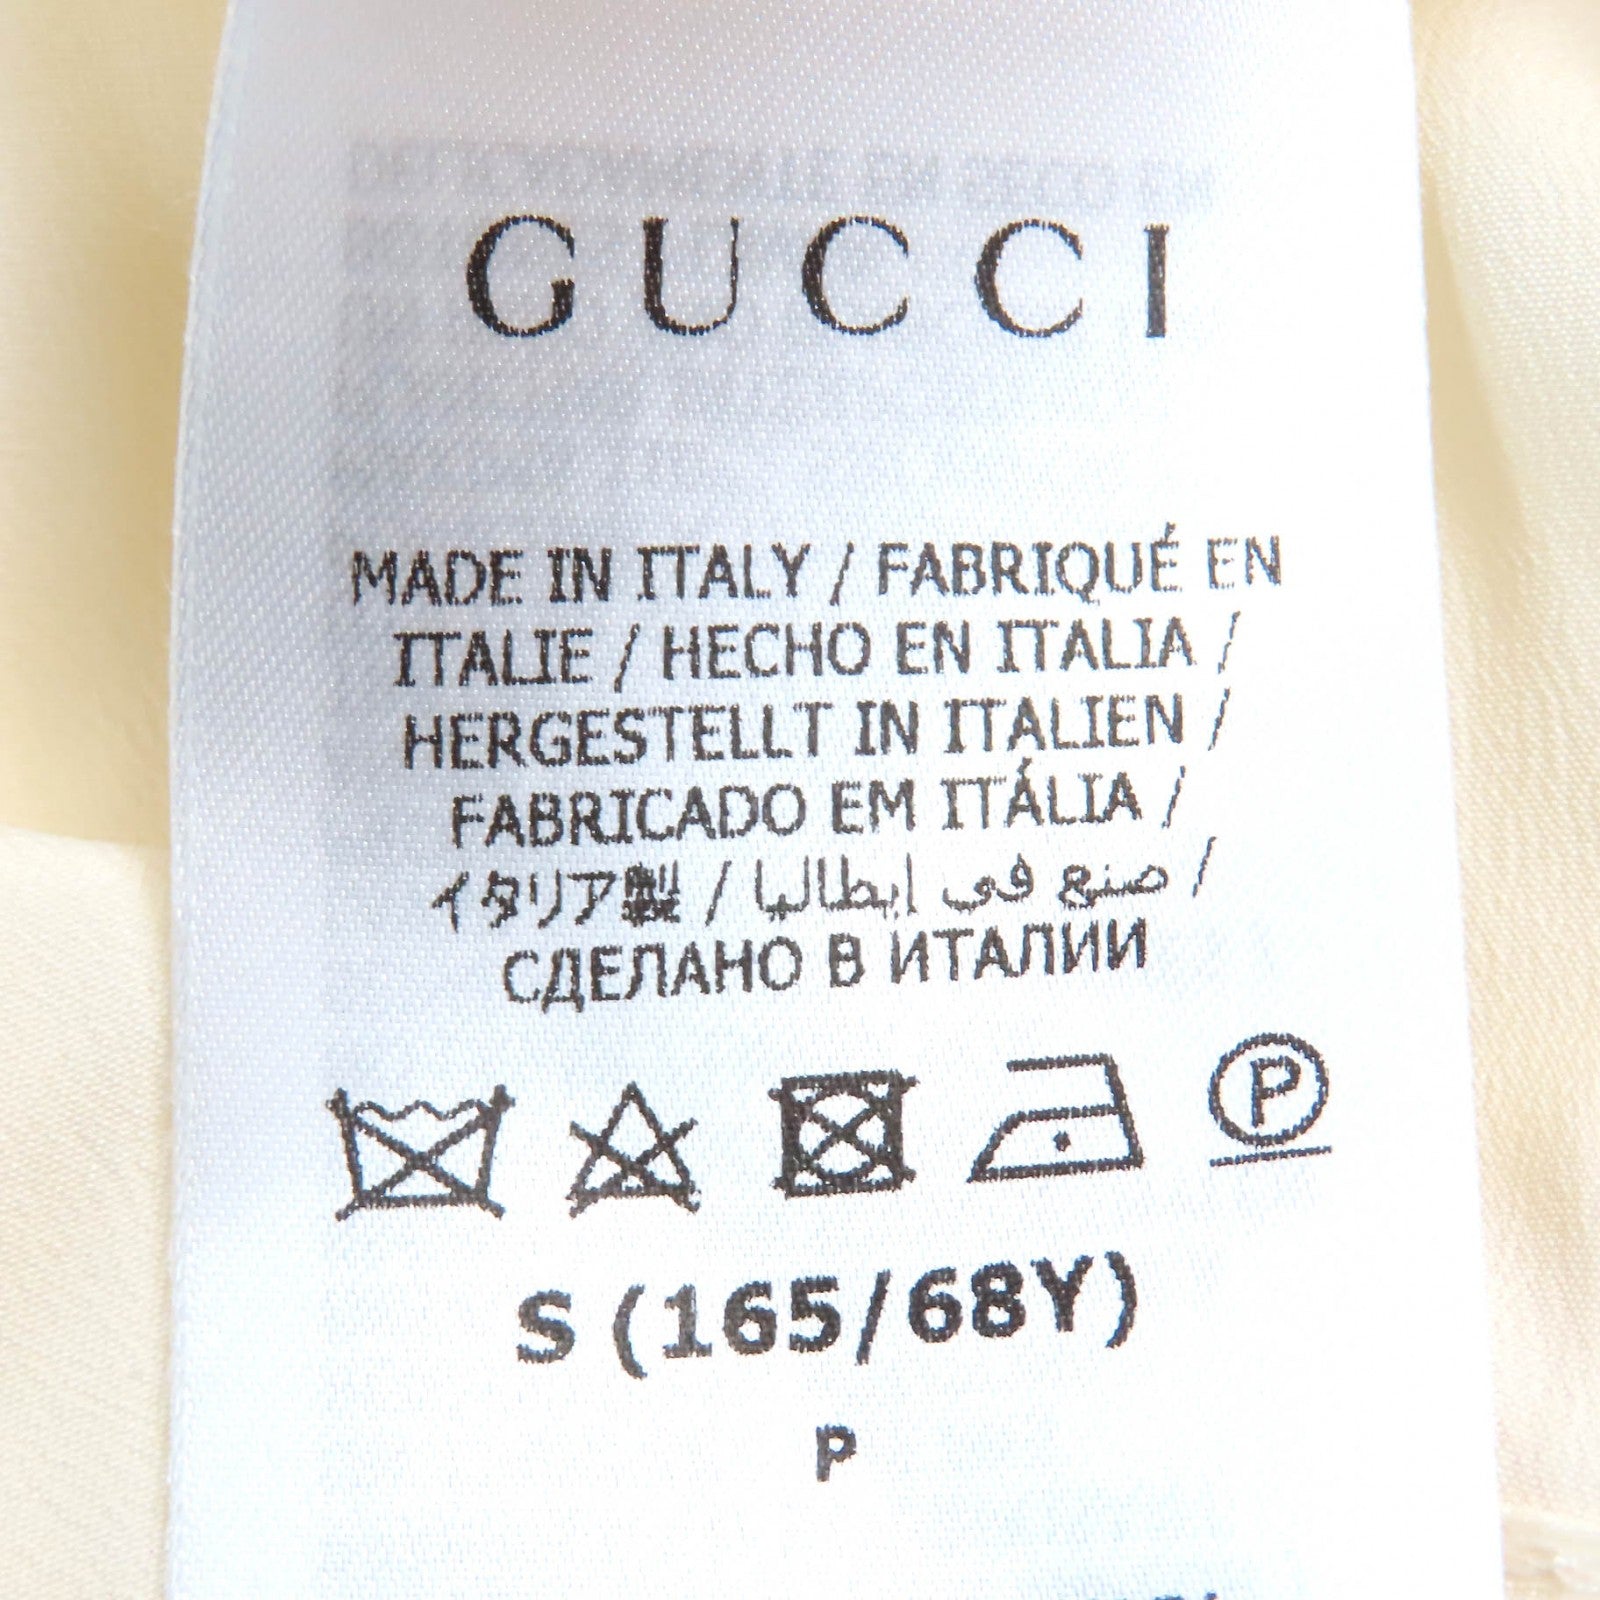 GUCCI
MADE IN ITALY / FABRIQUÉ EN
ITALIE / HECHO EN ITALIA /
HERGESTELLT IN ITALIEN /
FABRICADO EM ITÁLIA /
イタリア製 / صنع في إيطاليا /
СДЕЛАНО В ИТАЛИИ
P
S (165/68Y)
P